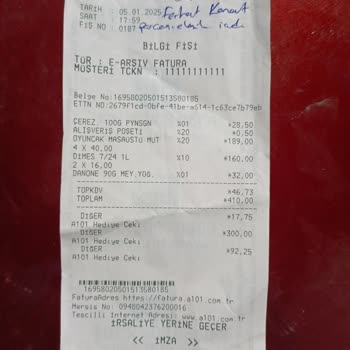 TARİH : 05.01.2025 Ferhat
SAAT : 17:59
FİŞ NO : 0187 iade
BİLGİ FİŞİ
TÜR : E-ARŞİV FATURA
MÜŞTERİ TCKN : 11111111111
Belge No:16958020501513580185
ETTN NO:2679f1cd-0bfe-41be-a614-1c63ce7b79eb
ÇEREZ. 100G PYNSGN %01 *28,50
ALIŞVERİŞ POŞETİ %20 *0,50
OYUNCAK MASAÜSTÜ MUT %20 *189,00
4 X 40,00
DIMES 7/24 1L %10 *160,00
2 X 16,00
DANONE 90G MEY.YOG. %01 *32,00
TOPKDV *46,73
TOPLAM *410,00
DİĞER *17,75
A101 Hediye Çeki
DİĞER *300,00
A101 Hediye Çeki
DİĞER *92,25
A101 Hediye Çeki
16958020501513580185
FaturaAdres https://fatura.a101.com.tr
Mersis No: 0948042376200016
Tescilli İnternet Adresi: www.a101.com.tr
İRSALİYE YERİNE GEÇER
<< İMZA >>